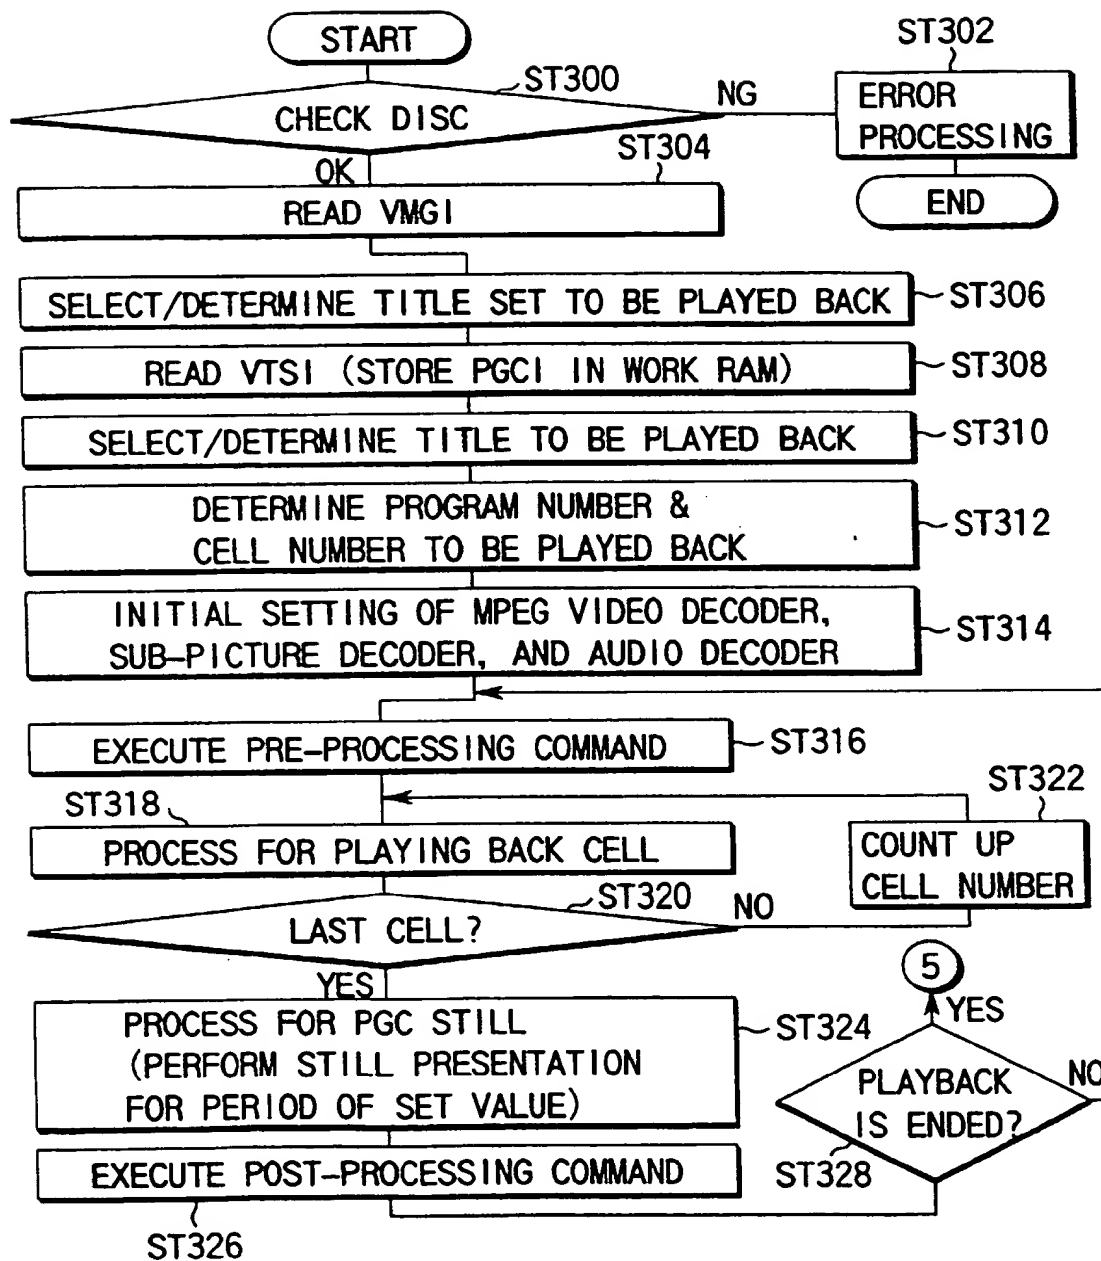 START
ST300
CHECK DISC
NG
ST302
ERROR
PROCESSING
END
OK
ST304
READ VMGI
SELECT/DETERMINE TITLE SET TO BE PLAYED BACK
ST306
READ VTSI (STORE PGCI IN WORK RAM)
ST308
SELECT/DETERMINE TITLE TO BE PLAYED BACK
ST310
DETERMINE PROGRAM NUMBER &
CELL NUMBER TO BE PLAYED BACK
ST312
INITIAL SETTING OF MPEG VIDEO DECODER,
SUB-PICTURE DECODER, AND AUDIO DECODER
ST314
EXECUTE PRE-PROCESSING COMMAND
ST316
ST318
PROCESS FOR PLAYING BACK CELL
ST322
COUNT UP
CELL NUMBER
ST320
LAST CELL?
NO
YES
PROCESS FOR PGC STILL
(PERFORM STILL PRESENTATION
FOR PERIOD OF SET VALUE)
ST324
EXECUTE POST-PROCESSING COMMAND
ST326
5
YES
PLAYBACK
IS ENDED?
NO
ST328